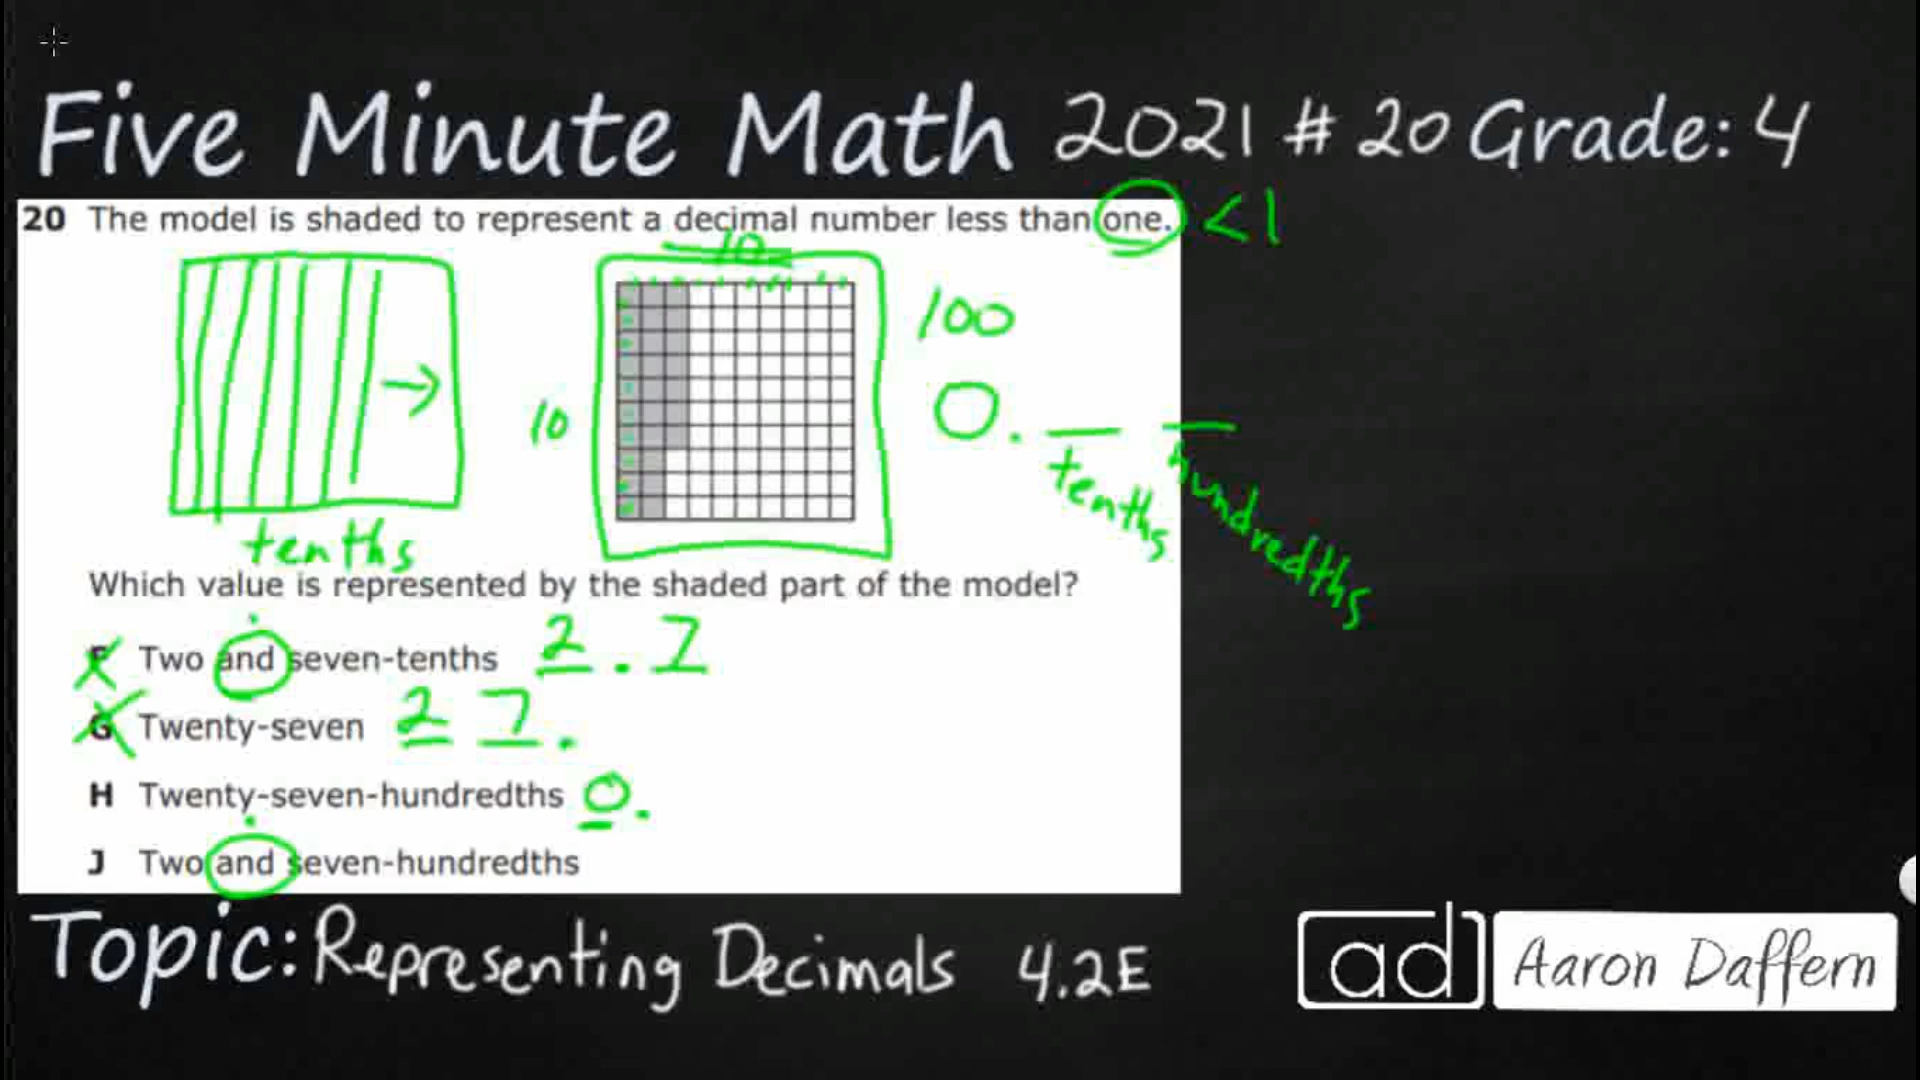 Five Minute Math 2021 # 20 Grade: 4
20 The model is shaded to represent a decimal number less than one. < 1
10
100
10
0. _ _
tenths
hundredths
tenths
Which value is represented by the shaded part of the model?
F Two and seven-tenths 2.7
G Twenty-seven 27.
H Twenty-seven-hundredths 0.
J Two and seven-hundredths
Topic: Representing Decimals 4.2E
ad Aaron Daffern